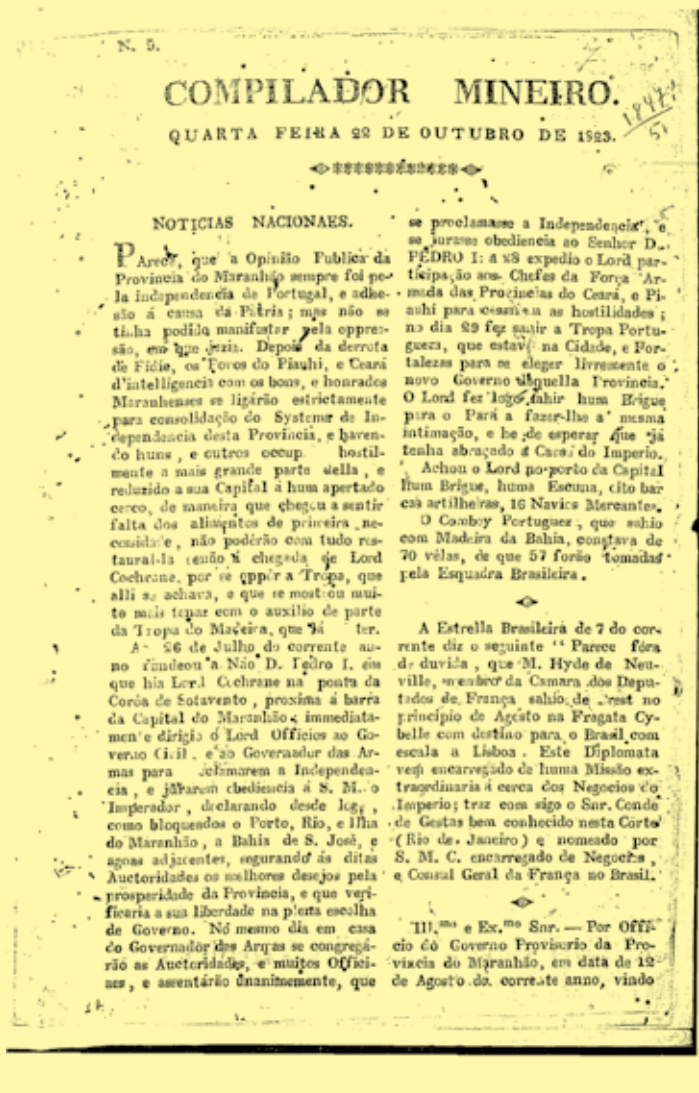 N. 5.
COMPILADOR MINEIRO.
QUARTA FEIRA 22 DE OUTUBRO DE 1823.
1847
51
NOTICIAS NACIONAES.
Parece, que a Opinião Publica da
Provincia do Maranhão sempre foi pe-
la independencia de Portugal, e adhe-
são á causa da Patria; mas não se
tinha podido manifestar pela oppres-
são, em que jazia. Depois da derrota
de Fidie, os Povos do Piauhi, e Ceará
d'intelligencia com os bons, e honrados
Maranhenses se ligárão estrictamente
para consolidação do Systema de In-
dependencia desta Provincia, e haven-
do huns, e outros occup hostil-
mente a mais grande parte della, e
reduzido a sua Capital á hum apertado
cerco, de maneira que chegou a sentir
falta dos alimentos de primeira ne-
cessidade, não poderão com tudo res-
taural-la senão á chegada de Lord
Cochrane, por se oppôr a Tropa, que
alli se achava, e que se mostrou mui-
to mais tenaz com o auxilio de parte
da Tropa do Madeira, que ter.
A 26 de Julho do corrente an-
no fundeou a Náo D. Pedro I. em
que hia Lord Cochrane na ponta da
Corôa de Sotavento, proxima á barra
da Capital do Maranhão; immediata-
mente dirigio o Lord Officios ao Go-
verno Civil, e ao Governador das Ar-
mas para clamarem a Independen-
cia, e jurarem obediencia á S. M. o
Imperador, declarando desde logo,
como bloqueados o Porto, Rio, e Ilha
do Maranhão, a Bahia de S. José, e
agoas adjacentes, segurando ás ditas
Auctoridades os melhores desejos pela
prosperidade da Provincia, e que veri-
ficaria a sua liberdade na plena escolha
de Governo. No mesmo dia em casa
do Governador das Armas se congregá-
rão as Auctoridades, e muitos Offici-
aes, e assentárão unanimemente, que
se proclamasse a Independencia, e
se jurasse obediencia ao Senhor D.
PEDRO I: a 28 expedio o Lord par-
ticipação aos Chefes da Força Ar-
mada das Provincias do Ceará, e Pi-
auhi para cessarem as hostilidades;
no dia 29 fez sahir a Tropa Portu-
gueza, que estava na Cidade, e For-
talezas para se eleger livremente o
novo Governo daquella Provincia.
O Lord fez logo sahir hum Brigue
para o Pará a fazer-lhe a mesma
intimação, e he de esperar que já
tenha abraçado a Causa do Imperio.
Achou o Lord no porto da Capital
hum Brigue, huma Escuna, oito bar
cas artilheiras, 16 Navios Mercantes.
O Comboy Portuguez, que sahio
com Madeira da Bahia, constava de
70 vélas, de que 57 forão tomadas
pela Esquadra Brasileira.
A Estrella Brasileira de 7 do cor-
rente diz o seguinte " Parece fóra
de duvida, que M. Hyde de Neu-
ville, membro da Camara dos Depu-
tados de França sahio de Brest no
principio de Agosto na Fragata Cy-
belle com destino para o Brasil com
escala a Lisboa. Este Diplomata
vem encarregado de huma Missão ex-
traordinaria á cerca dos Negocios do
Imperio; traz com sigo o Snr. Conde
de Gestas bem conhecido nesta Corte
(Rio de Janeiro) e nomeado por
S. M. C. encarregado de Negocios,
e Consul Geral da França no Brasil.
Ill.mo e Ex.mo Snr. — Por Offi-
cio do Governo Provisorio da Pro-
vincia do Maranhão, em data de 12
de Agosto do corrente anno, vindo